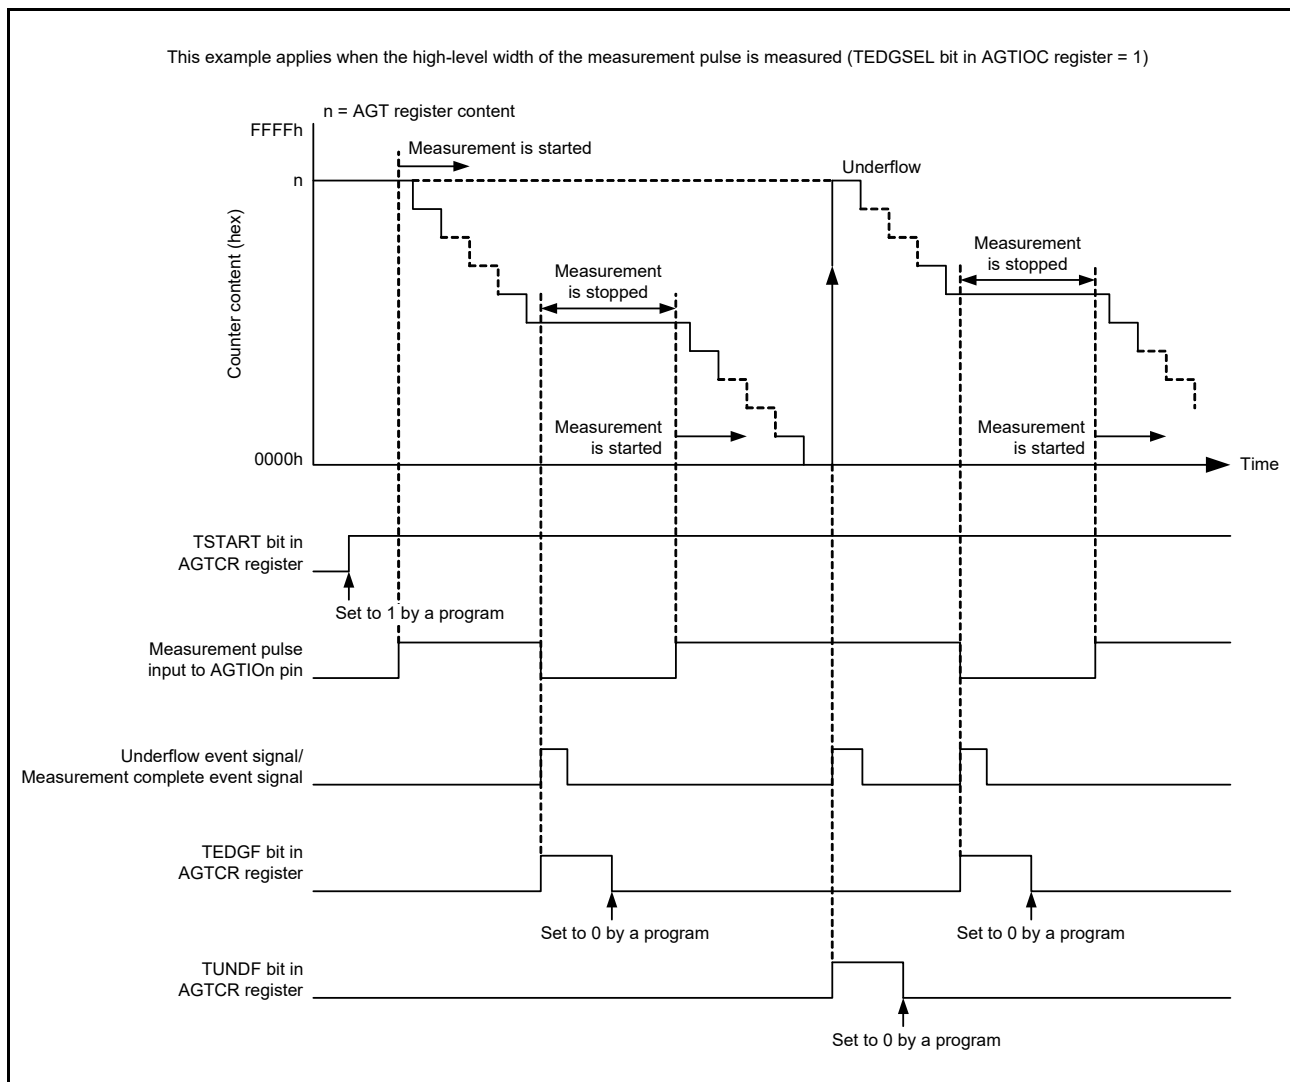 This example applies when the high-level width of the measurement pulse is measured (TEDGSEL bit in AGTIOC register = 1)
n = AGT register content
FFFFh
Measurement is started
Underflow
n
Counter content (hex)
Measurement
is stopped
Measurement
is stopped
Measurement
is started
Measurement
is started
0000h
Time
TSTART bit in
AGTCR register
Set to 1 by a program
Measurement pulse
input to AGTIOn pin
Underflow event signal/
Measurement complete event signal
TEDGF bit in
AGTCR register
Set to 0 by a program
Set to 0 by a program
TUNDF bit in
AGTCR register
Set to 0 by a program